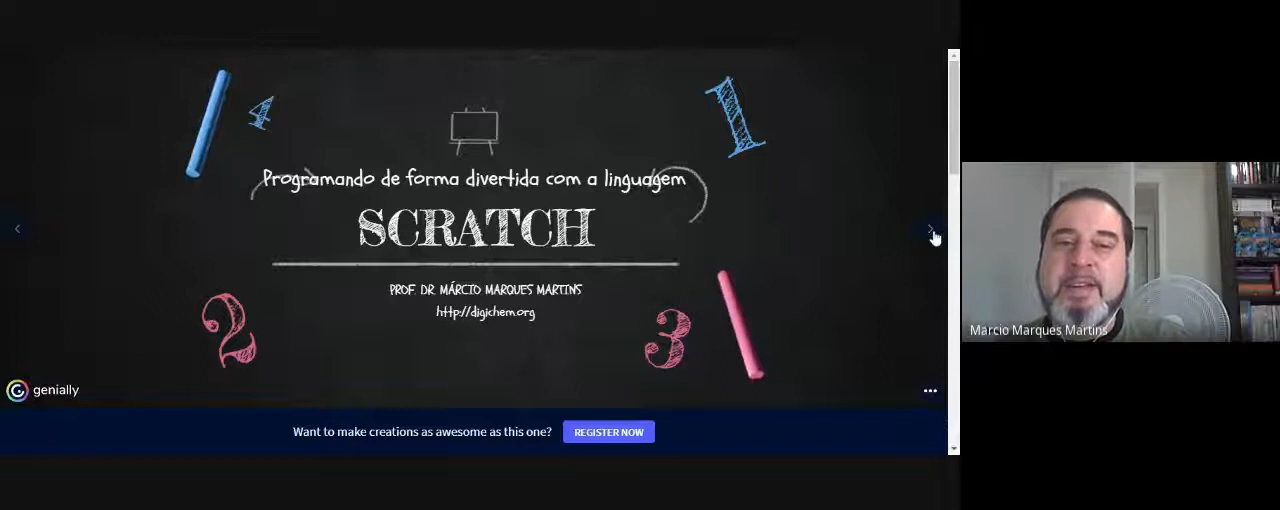 4
1
Programando de forma divertida com a linguagem
SCRATCH
PROF. DR. MÁRCIO MARQUES MARTINS
http://digichem.org
2
3
genially
Want to make creations as awesome as this one?
REGISTER NOW
Marcio Marques Martins